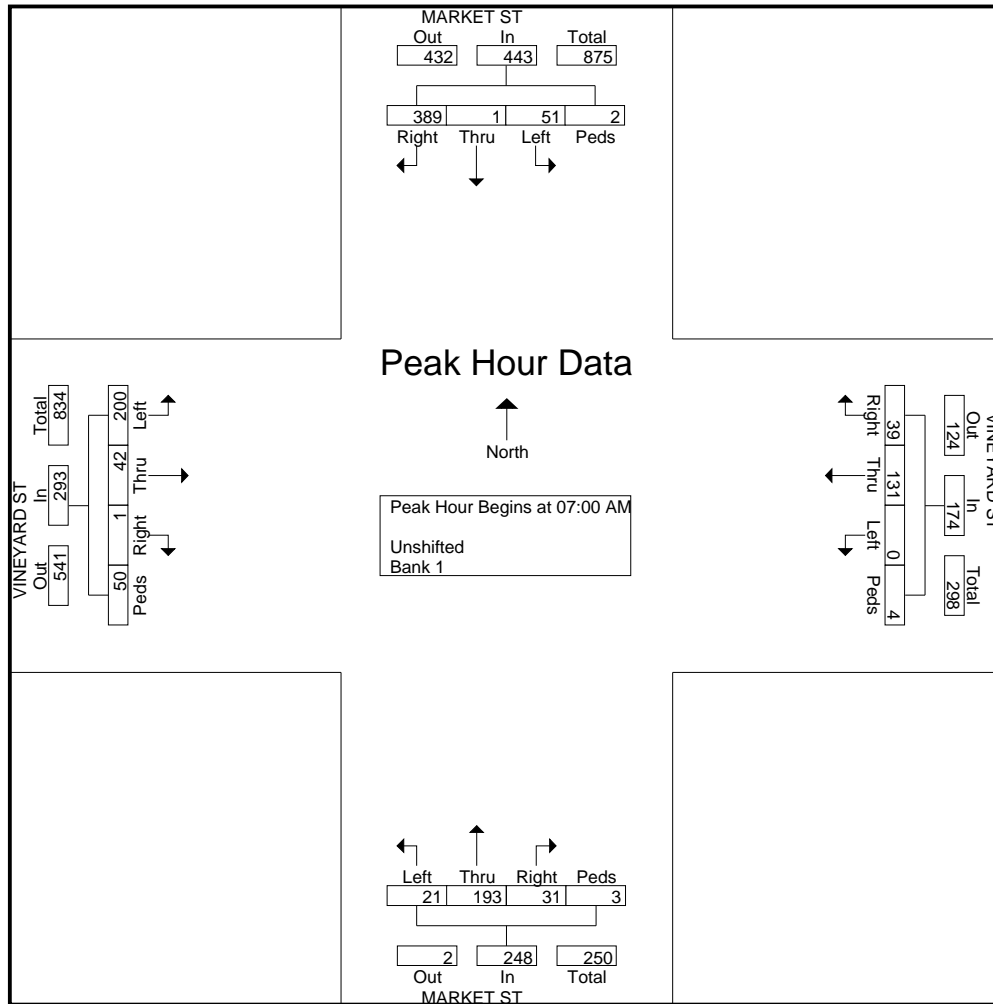 MARKET ST
Out In Total
432 443 875
389 1 51 2
Right Thru Left Peds
Peak Hour Data
North
Peak Hour Begins at 07:00 AM
Unshifted
Bank 1
VINEYARD ST
Out In Total
541 293 834
Left Thru Right Peds
200 42 1 50
VINEYARD ST
Out In Total
124 174 298
Right Thru Left Peds
39 131 0 4
Left Thru Right Peds
21 193 31 3
2 248 250
Out In Total
MARKET ST